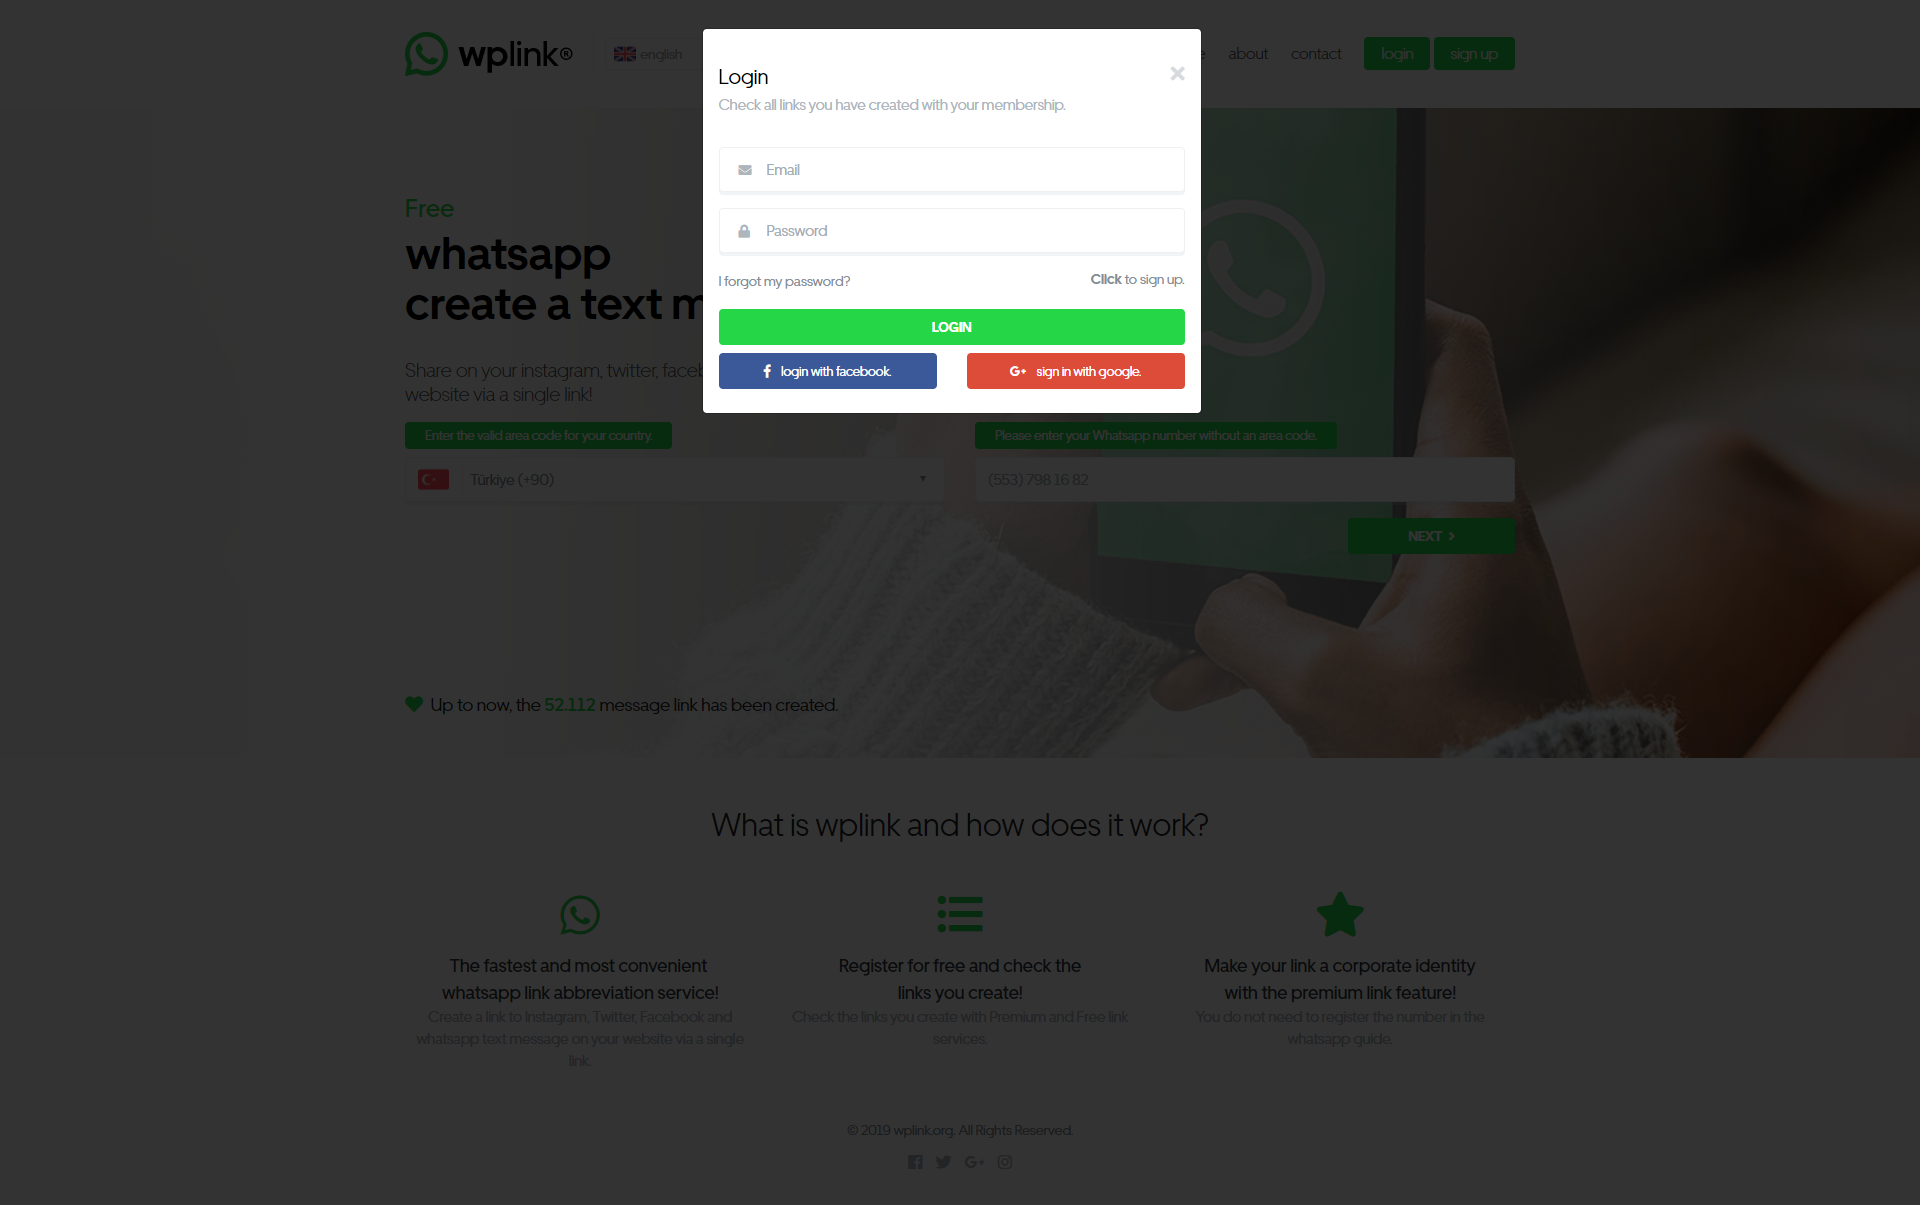 wplink®
english
about
contact
login
sign up
Login
Check all links you have created with your membership.
Email
Password
I forgot my password?
Click to sign up.
LOGIN
login with facebook.
sign in with google.
Free
whatsapp
create a text
Share on your instagram, twitter,
website via a single link!
Enter the valid area code for your country.
Please enter your Whatsapp number without an area code.
Türkiye (+90)
(553) 798 16 82
NEXT
Up to now, the 52.112 message link has been created.
What is wplink and how does it work?
The fastest and most convenient
whatsapp link abbreviation service!
Create a link to Instagram, Twitter, Facebook and
whatsapp text message on your website via a single
link.
Register for free and check the
links you create!
Check the links you create with Premium and Free link
services.
Make your link a corporate identity
with the premium link feature!
You do not need to register the number in the
whatsapp guide.
© 2019 wplink.org. All Rights Reserved.